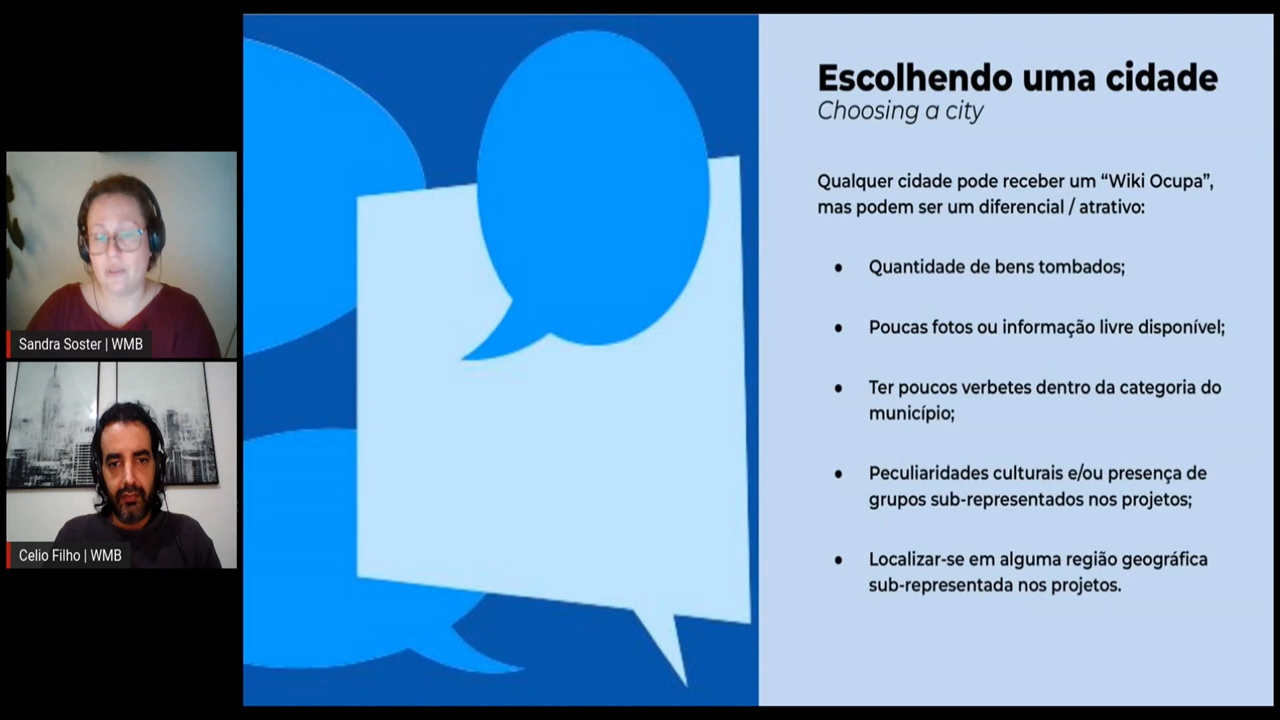 Escolhendo uma cidade
Choosing a city
Qualquer cidade pode receber um “Wiki Ocupa”,
mas podem ser um diferencial / atrativo:
● Quantidade de bens tombados;
● Poucas fotos ou informação livre disponível;
● Ter poucos verbetes dentro da categoria do
município;
● Peculiaridades culturais e/ou presença de
grupos sub-representados nos projetos;
● Localizar-se em alguma região geográfica
sub-representada nos projetos.
Sandra Soster | WMB
Celio Filho | WMB